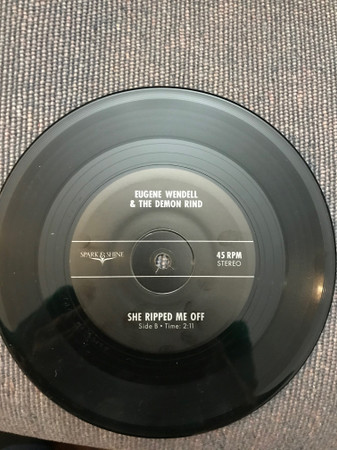 EUGENE WENDELL
& THE DEMON RIND
SPARK & SHINE
45 RPM
STEREO
SHE RIPPED ME OFF
Side B • Time: 2:11